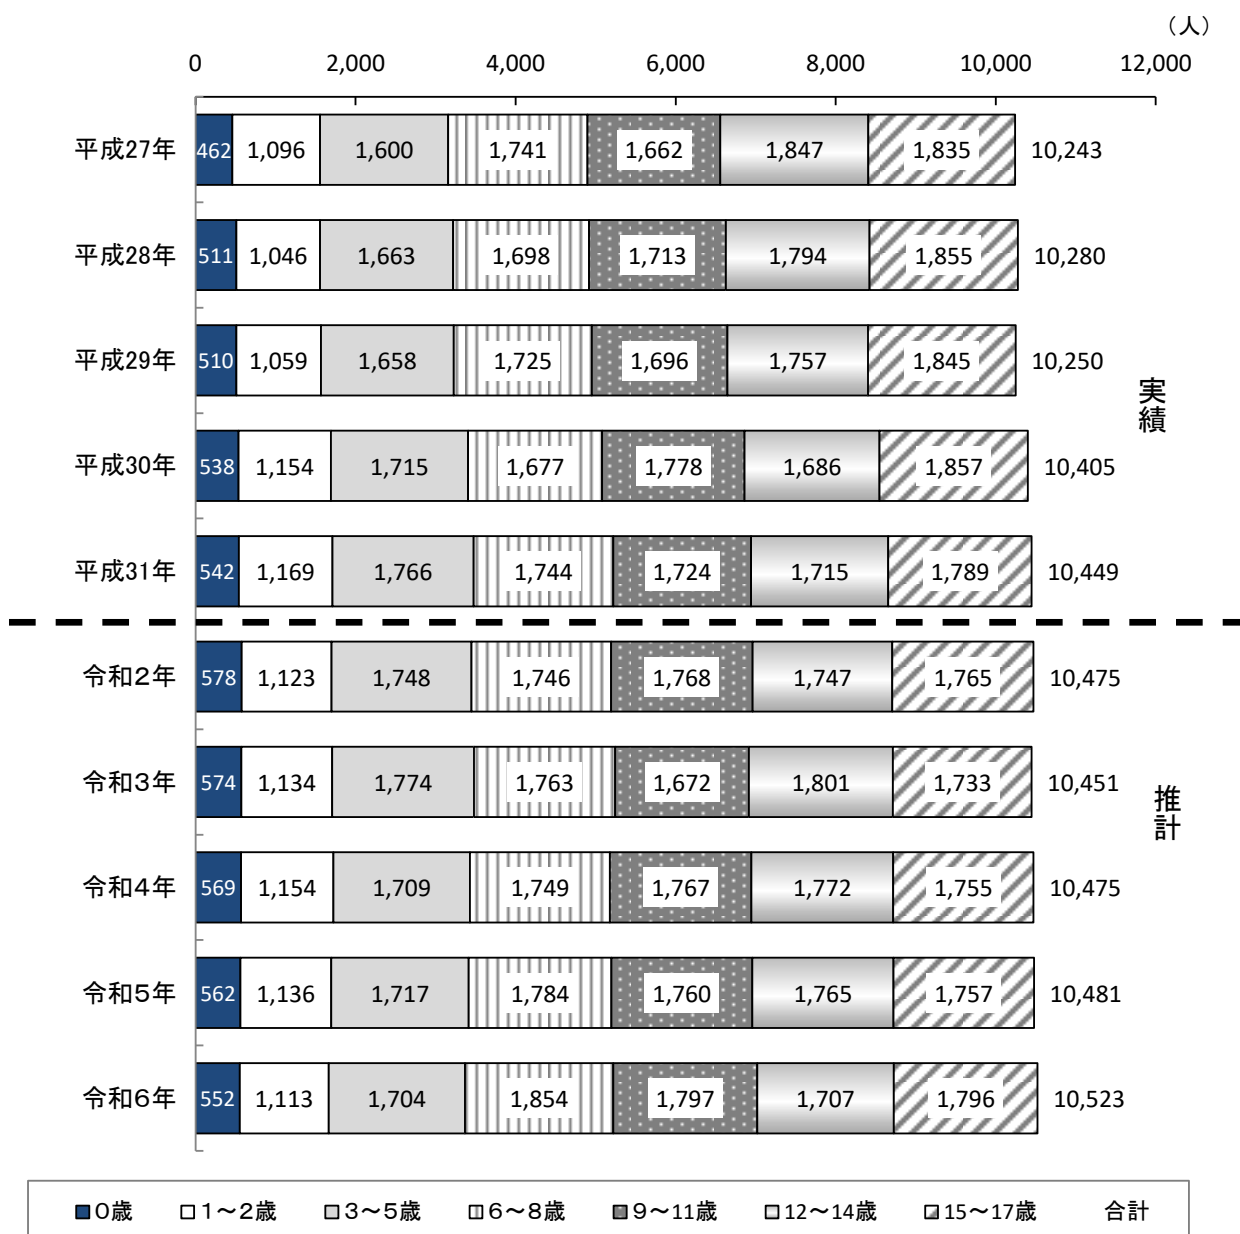 （人）
0 2,000 4,000 6,000 8,000 10,000 12,000
平成27年 462 1,096 1,600 1,741 1,662 1,847 1,835 10,243
平成28年 511 1,046 1,663 1,698 1,713 1,794 1,855 10,280
平成29年 510 1,059 1,658 1,725 1,696 1,757 1,845 10,250
実績
平成30年 538 1,154 1,715 1,677 1,778 1,686 1,857 10,405
平成31年 542 1,169 1,766 1,744 1,724 1,715 1,789 10,449
令和２年 578 1,123 1,748 1,746 1,768 1,747 1,765 10,475
令和３年 574 1,134 1,774 1,763 1,672 1,801 1,733 10,451
推計
令和４年 569 1,154 1,709 1,749 1,767 1,772 1,755 10,475
令和５年 562 1,136 1,717 1,784 1,760 1,765 1,757 10,481
令和６年 552 1,113 1,704 1,854 1,797 1,707 1,796 10,523
０歳 １～２歳 ３～５歳 ６～８歳 ９～11歳 12～14歳 15～17歳 合計